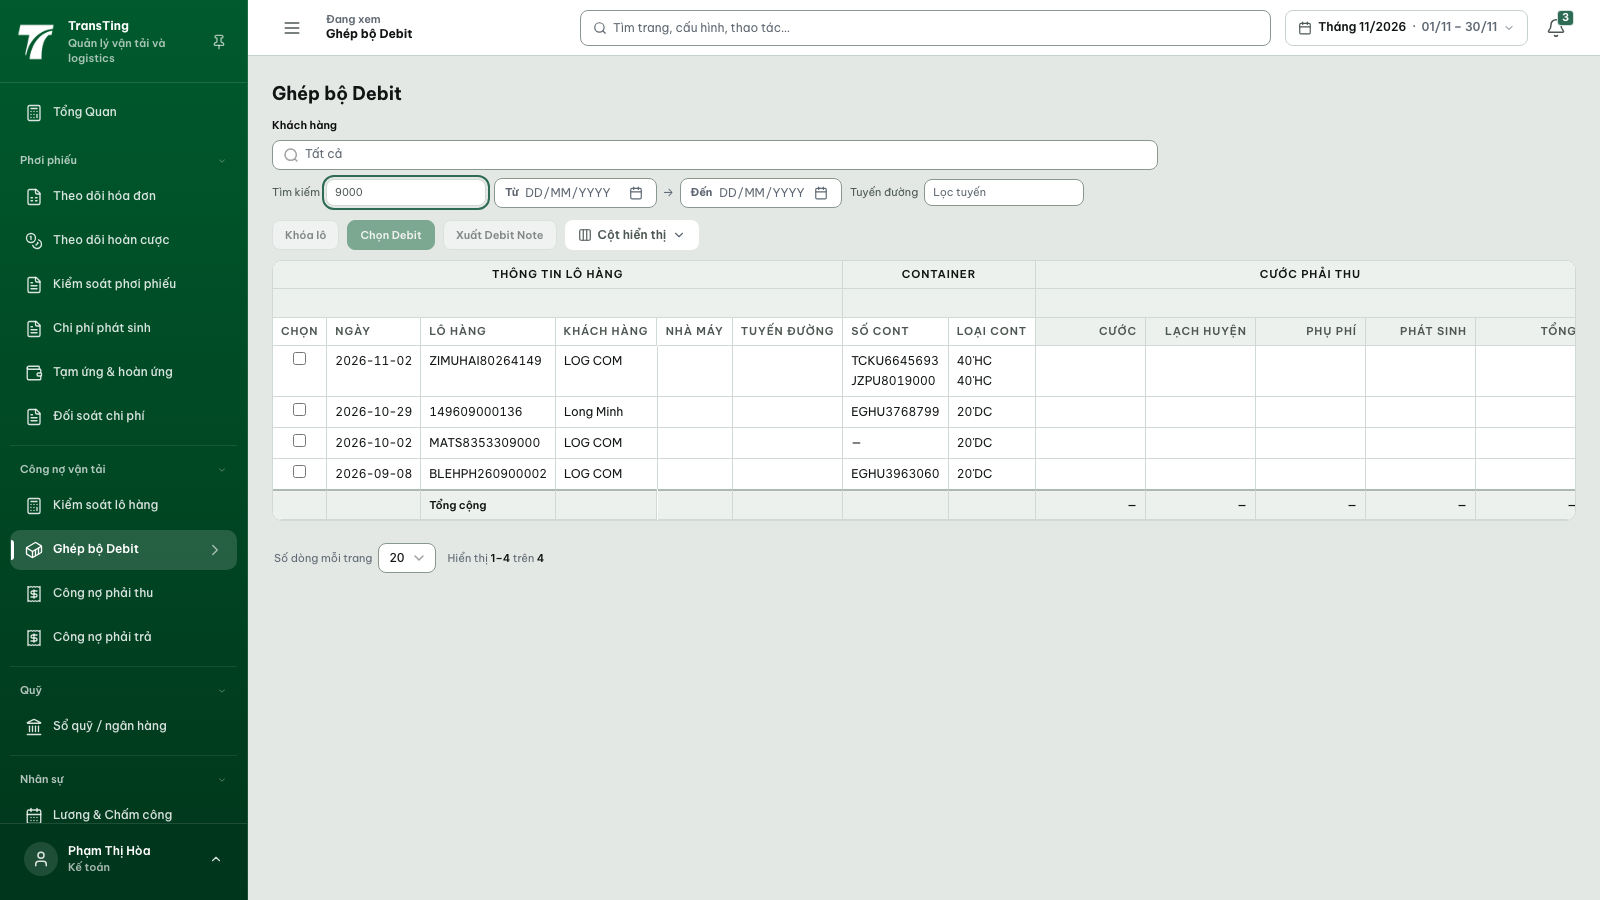 TransTing
Quản lý vận tải và
logistics
Tổng Quan
Phơi phiếu
Theo dõi hóa đơn
Theo dõi hoàn cược
Kiểm soát phơi phiếu
Chi phí phát sinh
Tạm ứng & hoàn ứng
Đối soát chi phí
Công nợ vận tải
Kiểm soát lô hàng
Ghép bộ Debit
Công nợ phải thu
Công nợ phải trả
Quỹ
Sổ quỹ / ngân hàng
Nhân sự
Lương & Chấm công
Phạm Thị Hòa
Kế toán
Đang xem
Ghép bộ Debit
Tìm trang, cấu hình, thao tác...
Tháng 11/2026 · 01/11 – 30/11
3
Ghép bộ Debit
Khách hàng
Tất cả
Tìm kiếm 9000 Từ DD/MM/YYYY → Đến DD/MM/YYYY Tuyến đường Lọc tuyến
Khóa lô Chọn Debit Xuất Debit Note Cột hiển thị
THÔNG TIN LÔ HÀNG CONTAINER CƯỚC PHẢI THU
CHỌN NGÀY LÔ HÀNG KHÁCH HÀNG NHÀ MÁY TUYẾN ĐƯỜNG SỐ CONT LOẠI CONT CƯỚC LẠCH HUYỆN PHỤ PHÍ PHÁT SINH TỔNG
2026-11-02 ZIMUHAI80264149 LOG COM TCKU6645693 40'HC
JZPU8019000 40'HC
2026-10-29 149609000136 Long Minh EGHU3768799 20'DC
2026-10-02 MATS8353309000 LOG COM — 20'DC
2026-09-08 BLEHPH260900002 LOG COM EGHU3963060 20'DC
Tổng cộng — — — — —
Số dòng mỗi trang 20 Hiển thị 1–4 trên 4